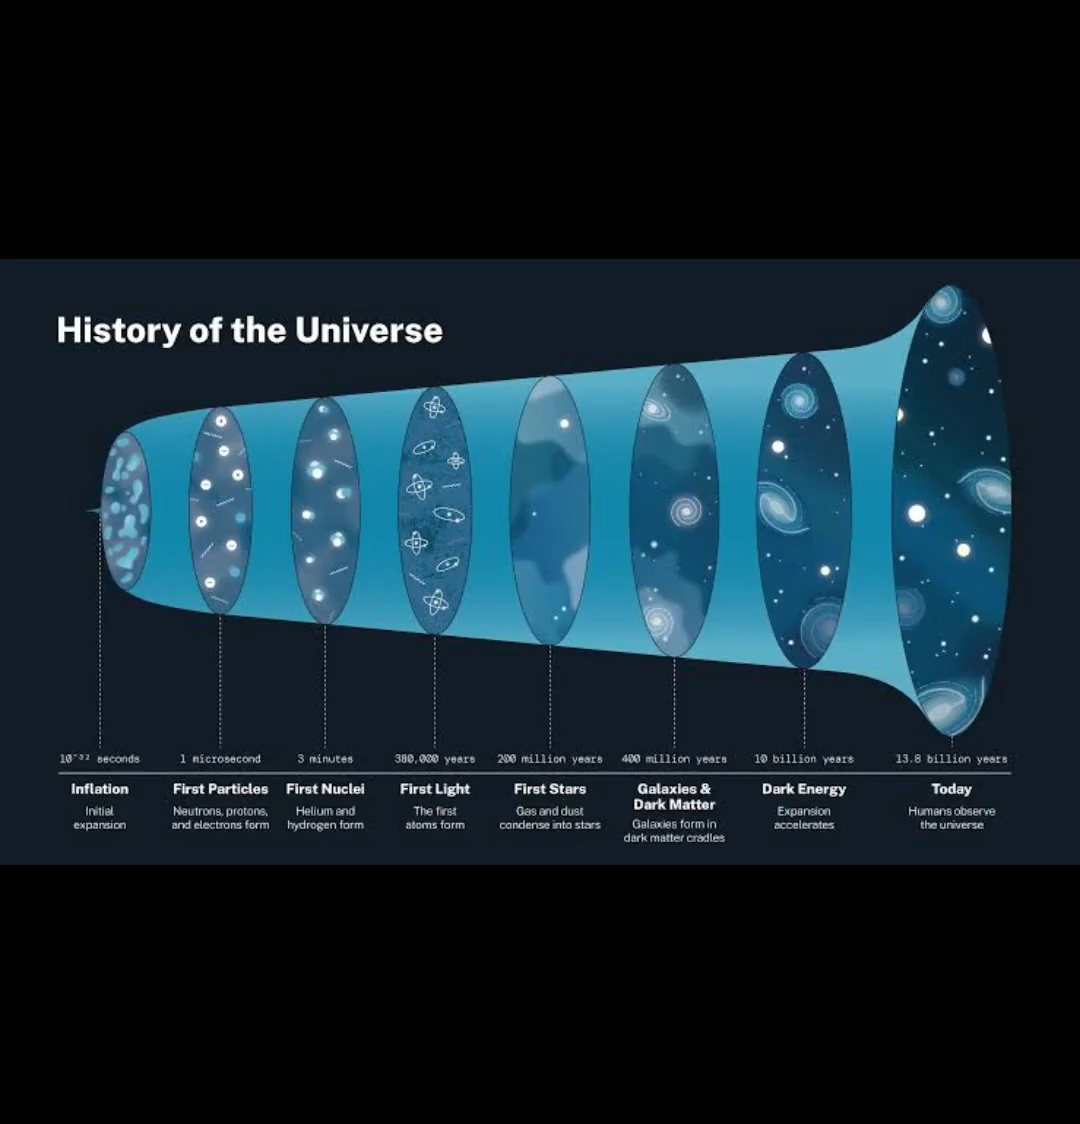 History of the Universe
10⁻³² seconds
1 microsecond
3 minutes
380,000 years
200 million years
400 million years
10 billion years
13.8 billion years
Inflation
Initial
expansion
First Particles
Neutrons, protons,
and electrons form
First Nuclei
Helium and
hydrogen form
First Light
The first
atoms form
First Stars
Gas and dust
condense into stars
Galaxies &
Dark Matter
Galaxies form in
dark matter cradles
Dark Energy
Expansion
accelerates
Today
Humans observe
the universe